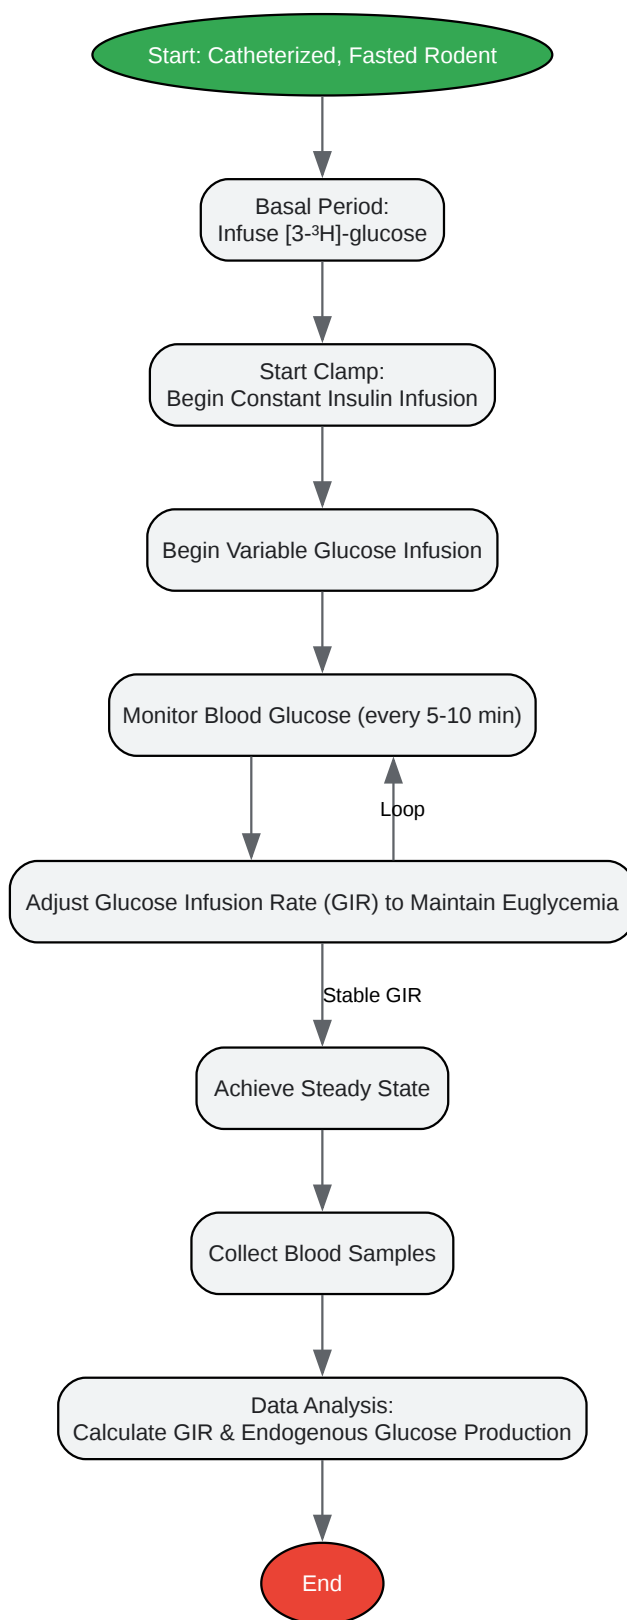 Start: Catheterized, Fasted Rodent
Basal Period:
Infuse [3-³H]-glucose
Start Clamp:
Begin Constant Insulin Infusion
Begin Variable Glucose Infusion
Monitor Blood Glucose (every 5-10 min)
Loop
Adjust Glucose Infusion Rate (GIR) to Maintain Euglycemia
Stable GIR
Achieve Steady State
Collect Blood Samples
Data Analysis:
Calculate GIR & Endogenous Glucose Production
End